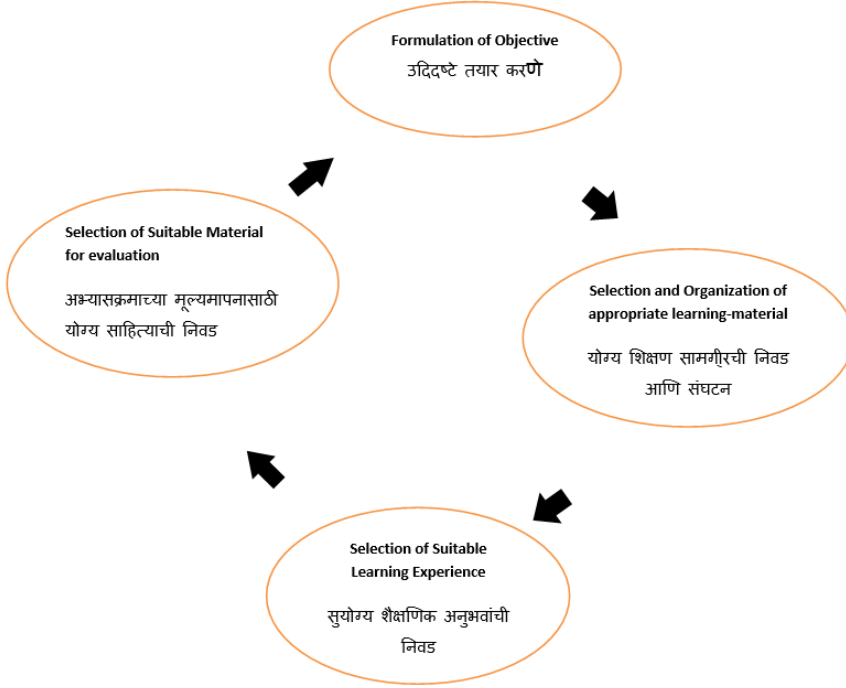 Formulation of Objective
उदिदष्टे तयार करणे
Selection and Organization of
appropriate learning-material
योग्य शिक्षण सामगी्रची निवड
आणि संघटन
Selection of Suitable
Learning Experience
सुयोग्य शैक्षणिक अनुभवांची
निवड
Selection of Suitable Material
for evaluation
अभ्यासक्रमाच्या मूल्यमापनासाठी
योग्य साहित्याची निवड